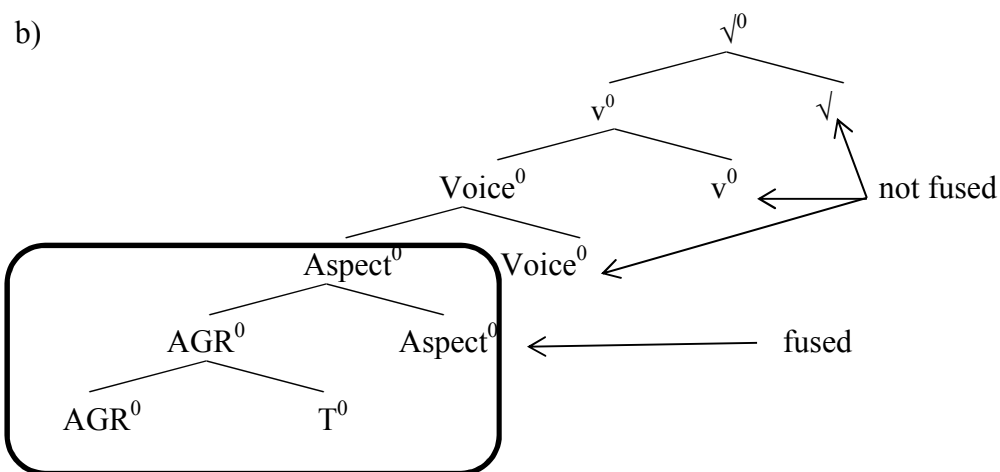 b)
√⁰
v⁰ √
Voice⁰ v⁰ not fused
Aspect⁰ Voice⁰
AGR⁰ Aspect⁰ fused
AGR⁰ T⁰